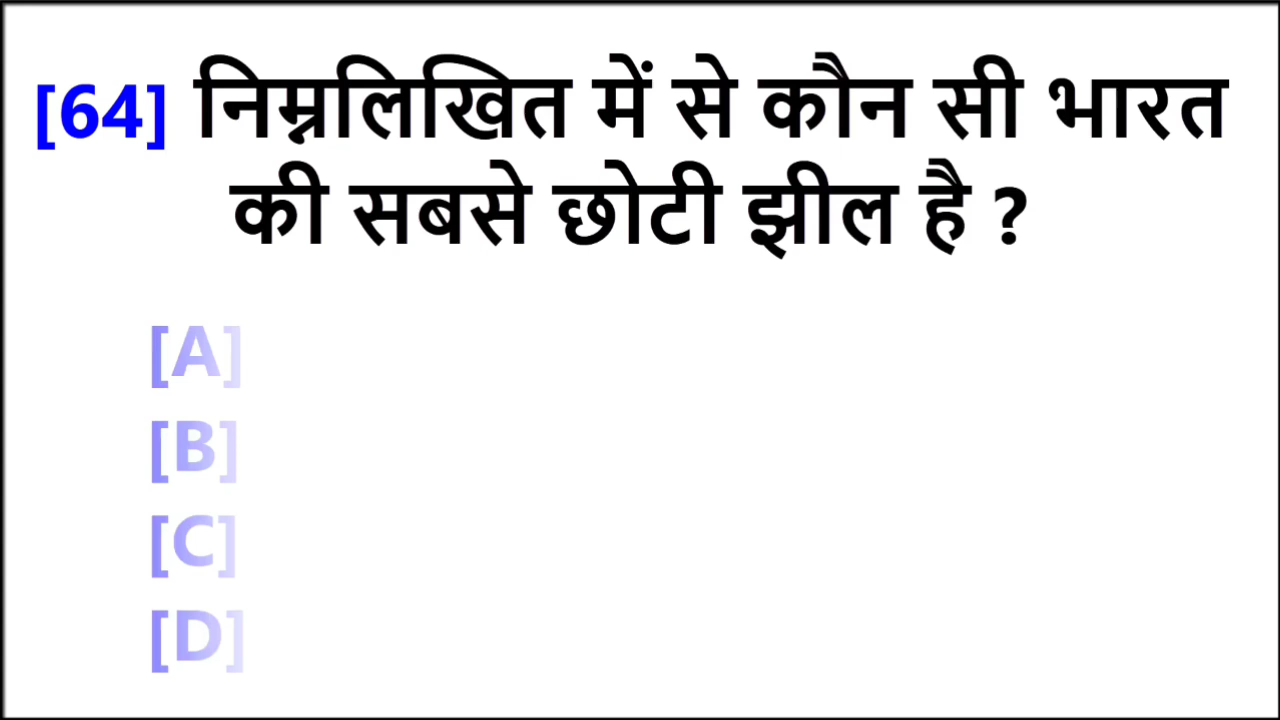 [64] निम्नलिखित में से कौन सी भारत
की सबसे छोटी झील है ?
[A]
[B]
[C]
[D]